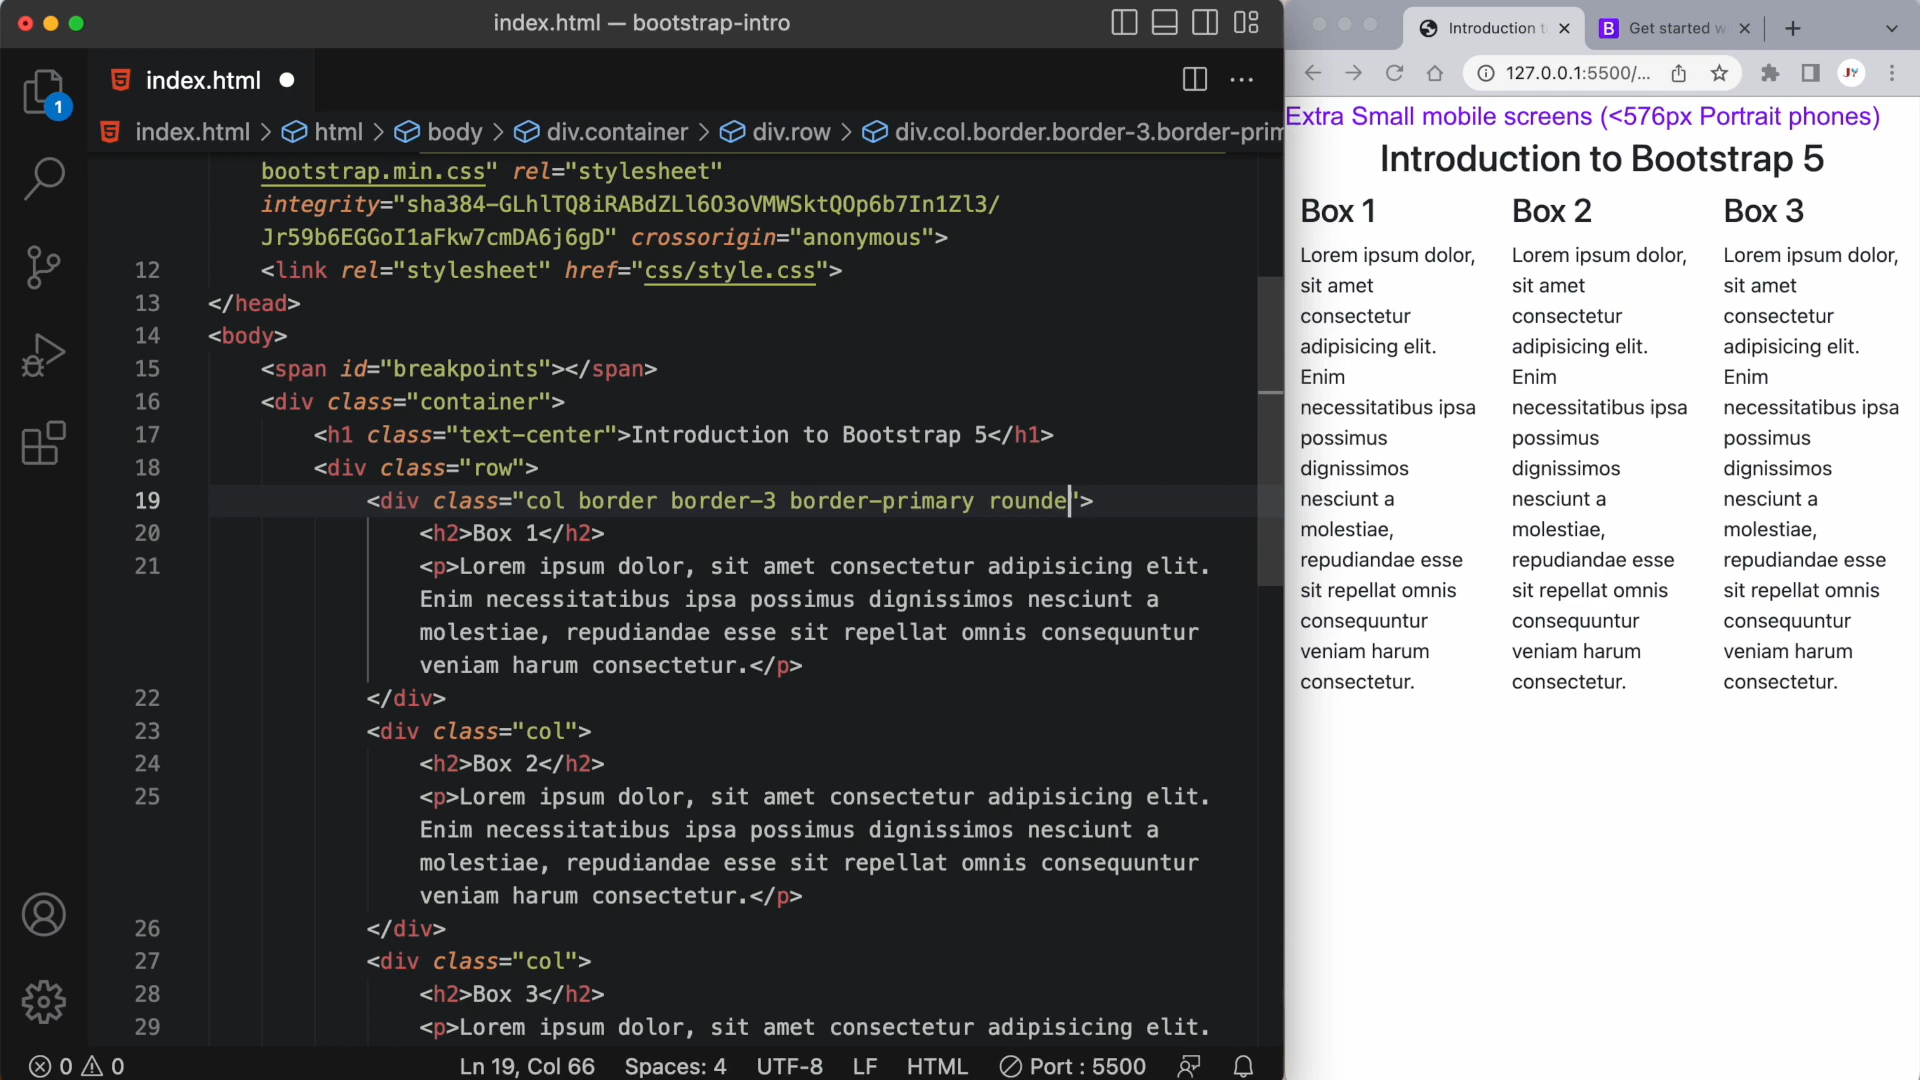 index.html — bootstrap-intro
index.html
1
index.html > html > body > div.container > div.row > div.col.border.border-3.border-prim
bootstrap.min.css" rel="stylesheet"
integrity="sha384-GLhlTQ8iRABdZLl6O3oVMWSktQOp6b7In1Zl3/
Jr59b6EGGoI1aFkw7cmDA6j6gD" crossorigin="anonymous">
12 <link rel="stylesheet" href="css/style.css">
13 </head>
14 <body>
15 <span id="breakpoints"></span>
16 <div class="container">
17 <h1 class="text-center">Introduction to Bootstrap 5</h1>
18 <div class="row">
19 <div class="col border border-3 border-primary rounde">
20 <h2>Box 1</h2>
21 <p>Lorem ipsum dolor, sit amet consectetur adipisicing elit.
Enim necessitatibus ipsa possimus dignissimos nesciunt a
molestiae, repudiandae esse sit repellat omnis consequuntur
veniam harum consectetur.</p>
22 </div>
23 <div class="col">
24 <h2>Box 2</h2>
25 <p>Lorem ipsum dolor, sit amet consectetur adipisicing elit.
Enim necessitatibus ipsa possimus dignissimos nesciunt a
molestiae, repudiandae esse sit repellat omnis consequuntur
veniam harum consectetur.</p>
26 </div>
27 <div class="col">
28 <h2>Box 3</h2>
29 <p>Lorem ipsum dolor, sit amet consectetur adipisicing elit.
0 0 Ln 19, Col 66 Spaces: 4 UTF-8 LF HTML Port : 5500
Introduction t B Get started w
127.0.0.1:5500/... JY
Extra Small mobile screens (<576px Portrait phones)
Introduction to Bootstrap 5
Box 1
Lorem ipsum dolor,
sit amet
consectetur
adipisicing elit.
Enim
necessitatibus ipsa
possimus
dignissimos
nesciunt a
molestiae,
repudiandae esse
sit repellat omnis
consequuntur
veniam harum
consectetur.
Box 2
Lorem ipsum dolor,
sit amet
consectetur
adipisicing elit.
Enim
necessitatibus ipsa
possimus
dignissimos
nesciunt a
molestiae,
repudiandae esse
sit repellat omnis
consequuntur
veniam harum
consectetur.
Box 3
Lorem ipsum dolor,
sit amet
consectetur
adipisicing elit.
Enim
necessitatibus ipsa
possimus
dignissimos
nesciunt a
molestiae,
repudiandae esse
sit repellat omnis
consequuntur
veniam harum
consectetur.